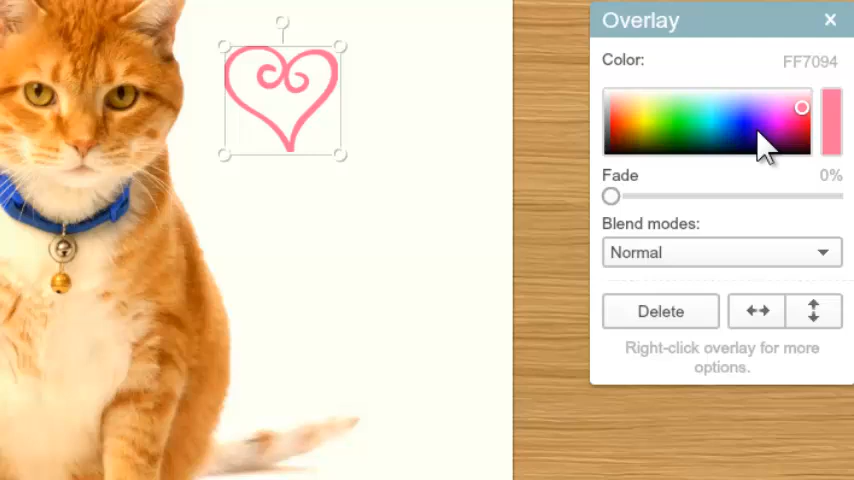 Overlay
Color:
FF7094
Fade
0%
Blend modes:
Normal
Delete
Right-click overlay for more
options.